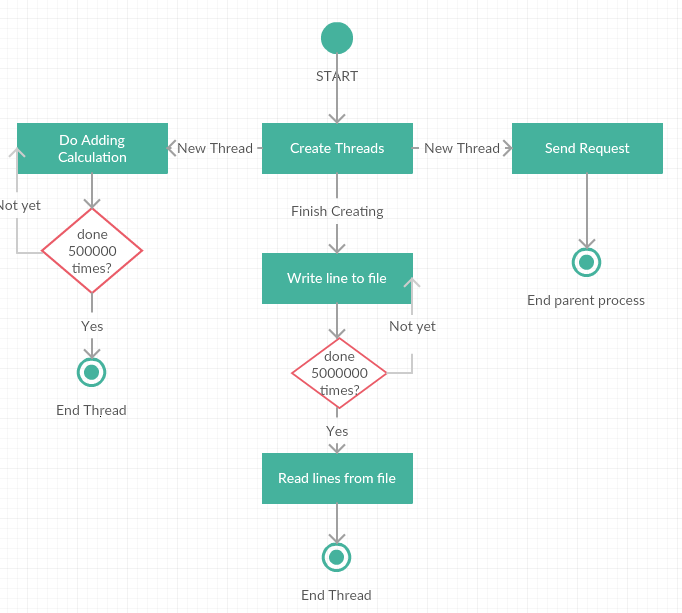 START
Do Adding
Calculation
New Thread
Create Threads
New Thread
Send Request
Not yet
Finish Creating
done
500000
times?
Write line to file
End parent process
Yes
Not yet
done
5000000
times?
End Thread
Yes
Read lines from file
End Thread